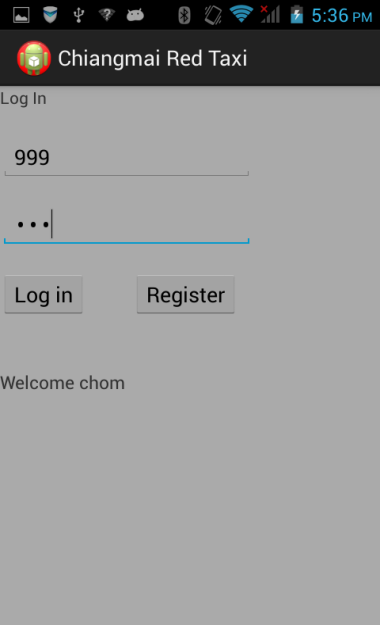 5:36 PM
Chiangmai Red Taxi
Log In
999
•••
Log in Register
Welcome chom